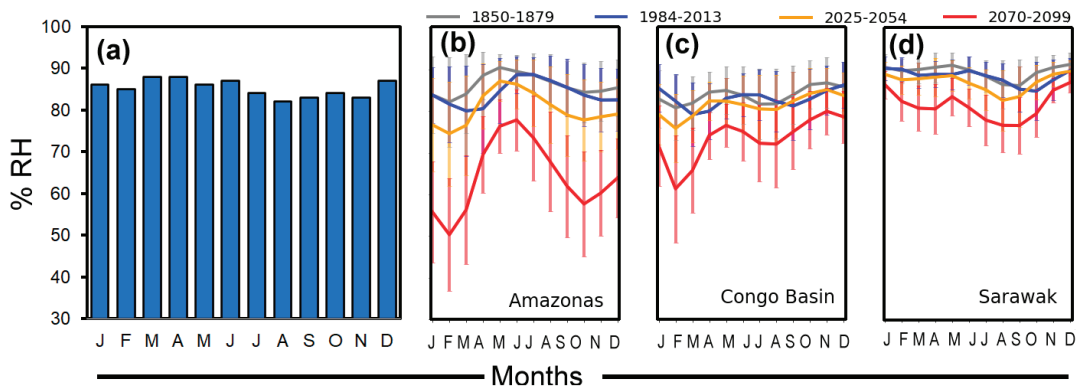 1850-1879 1984-2013 2025-2054 2070-2099
(a) (b) (c) (d)
100
90
80
70
60
50
40
30
% RH
Amazonas Congo Basin Sarawak
J F M A M J J A S O N D J F M A M J J A S O N D J F M A M J J A S O N D J F M A M J J A S O N D
Months